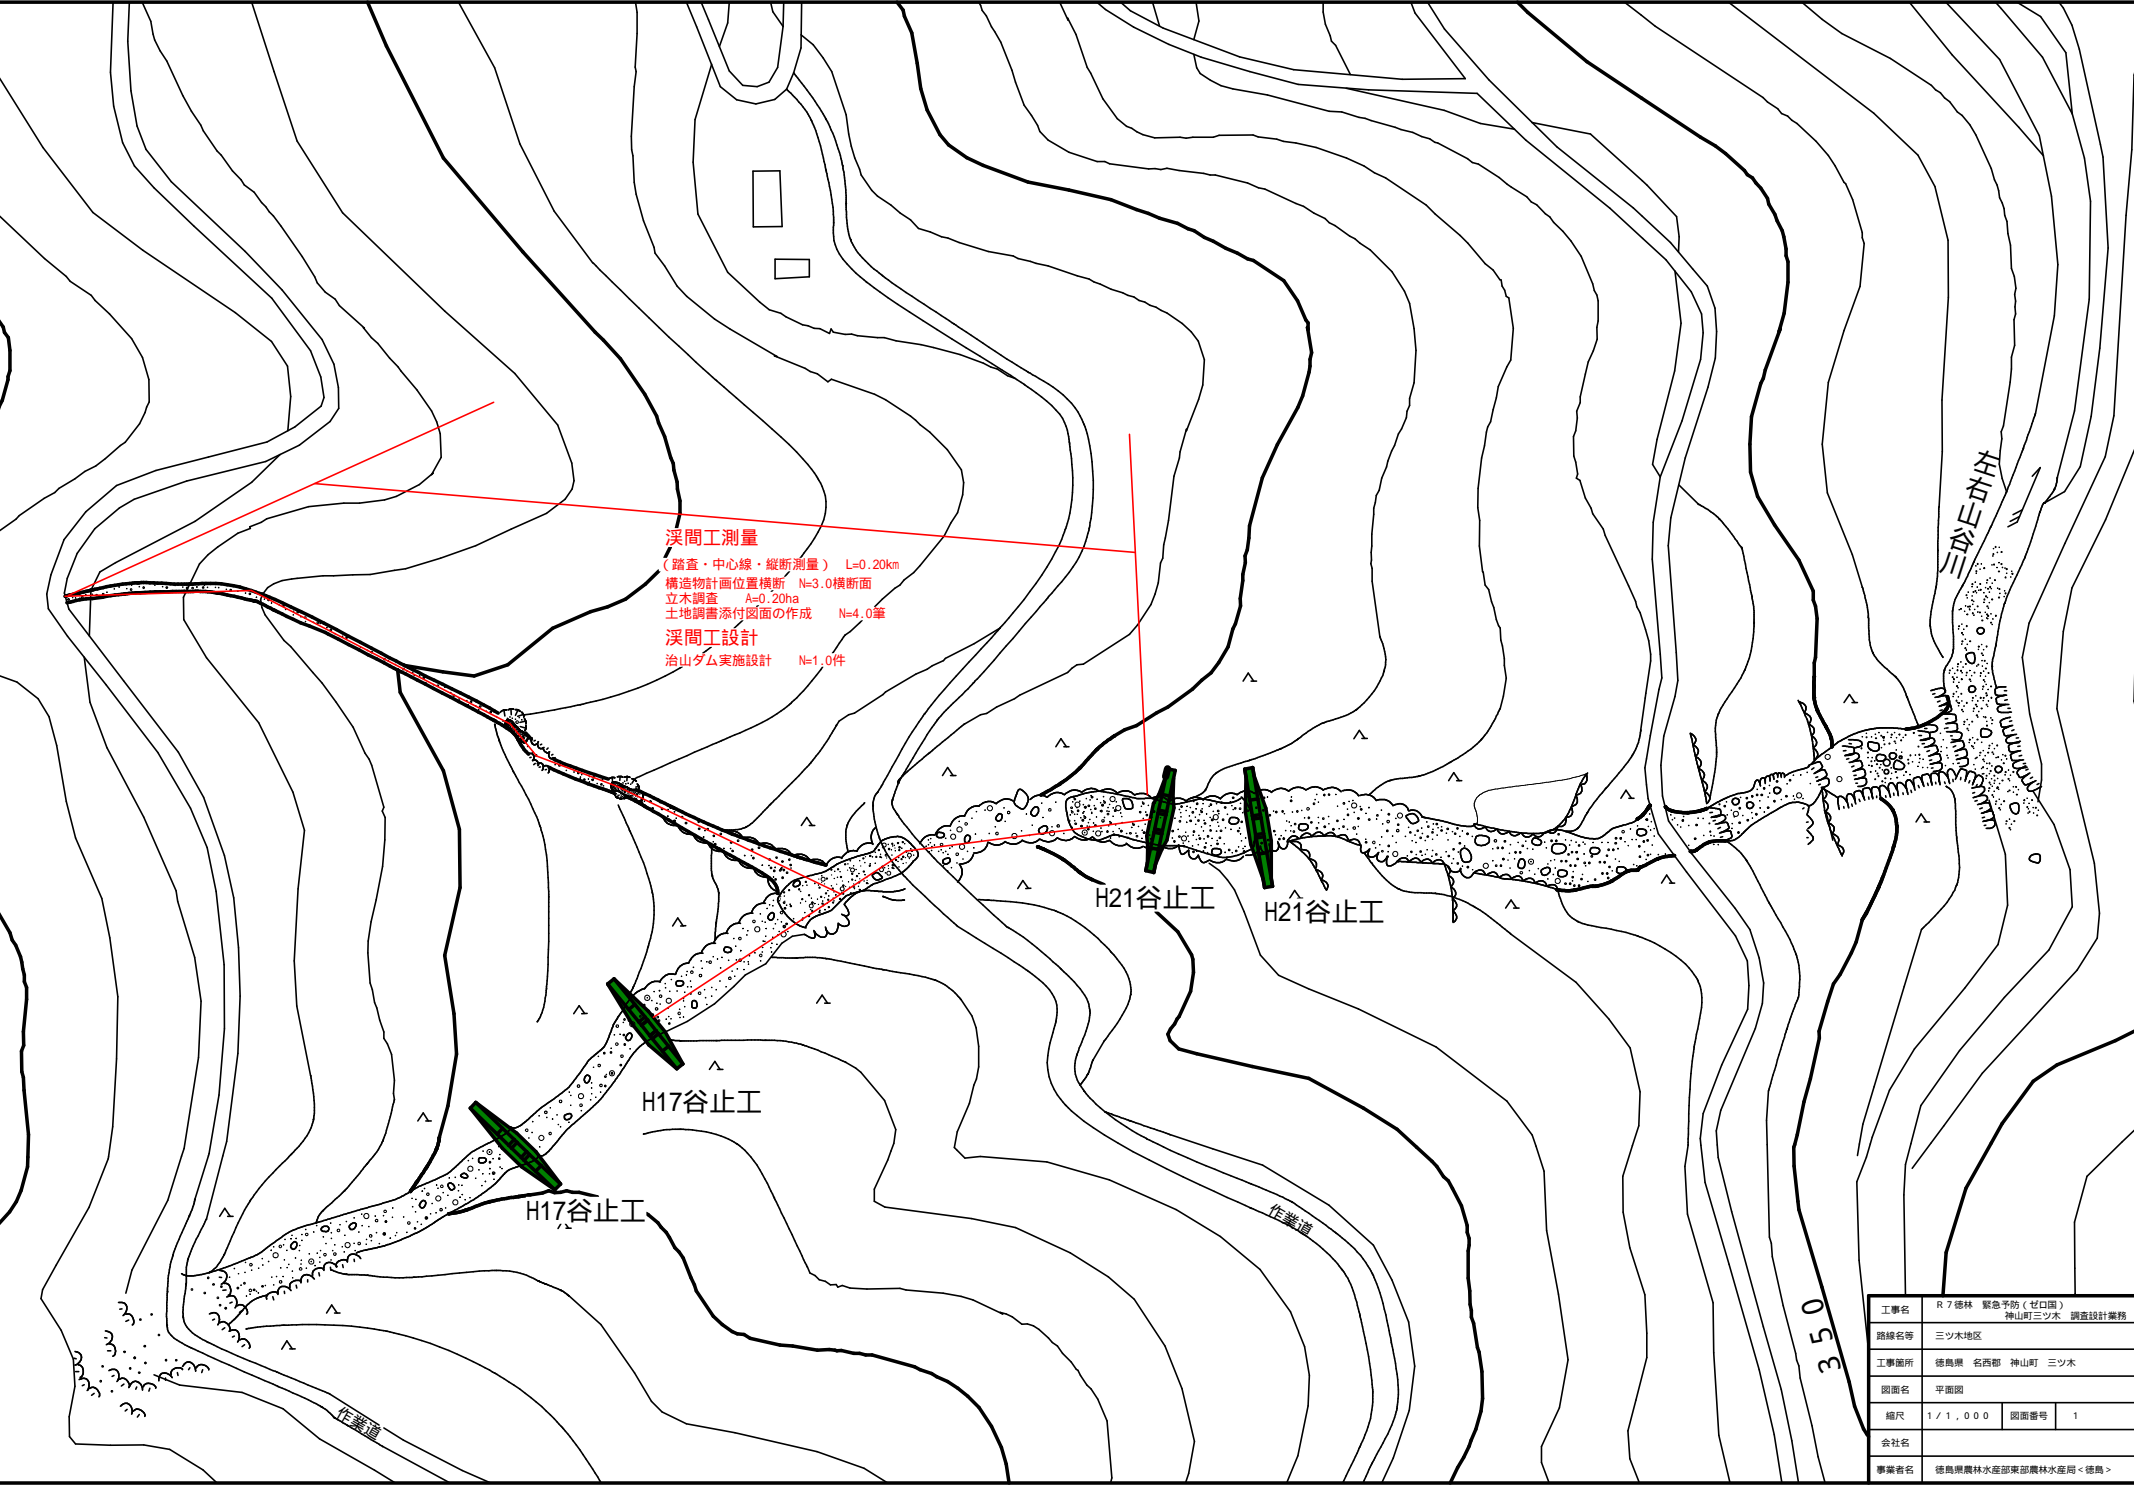 左右山谷川
渓間工測量
(踏査・中心線・縦断測量) L=0.20km
構造物計画位置横断 N=3.0横断面
立木調査 A=0.20ha
土地調書添付図面の作成 N=4.0筆
渓間工設計
治山ダム実施設計 N=1.0件
H21谷止工
H21谷止工
H17谷止工
H17谷止工
作業道
作業道
350
工事名 R7徳林 緊急予防(ゼロ国)
神山町三ツ木 調査設計業務
路線名等 三ツ木地区
工事箇所 徳島県 名西郡 神山町 三ツ木
図面名 平面図
縮尺 1/1,000 図面番号 1
会社名
事業者名 徳島県農林水産部東部農林水産局<徳島>